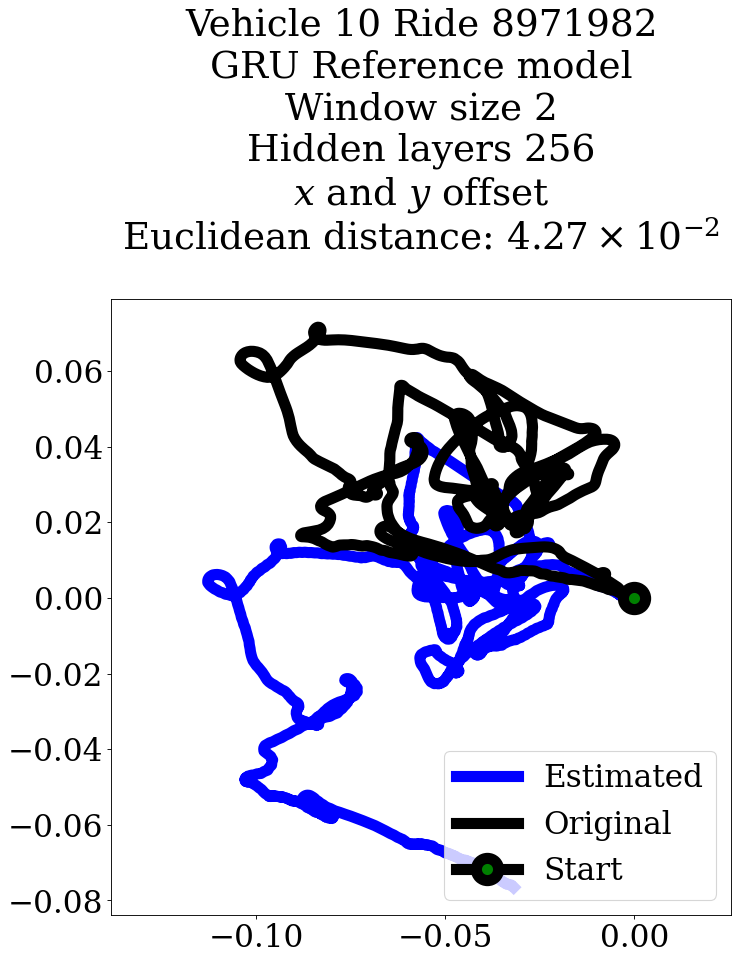 Vehicle 10 Ride 8971982
GRU Reference model
Window size 2
Hidden layers 256
x and y offset
Euclidean distance: 4.27 × 10⁻²
0.06
0.04
0.02
0.00
−0.02
−0.04
−0.06
−0.08
−0.10 −0.05 0.00
Estimated
Original
Start